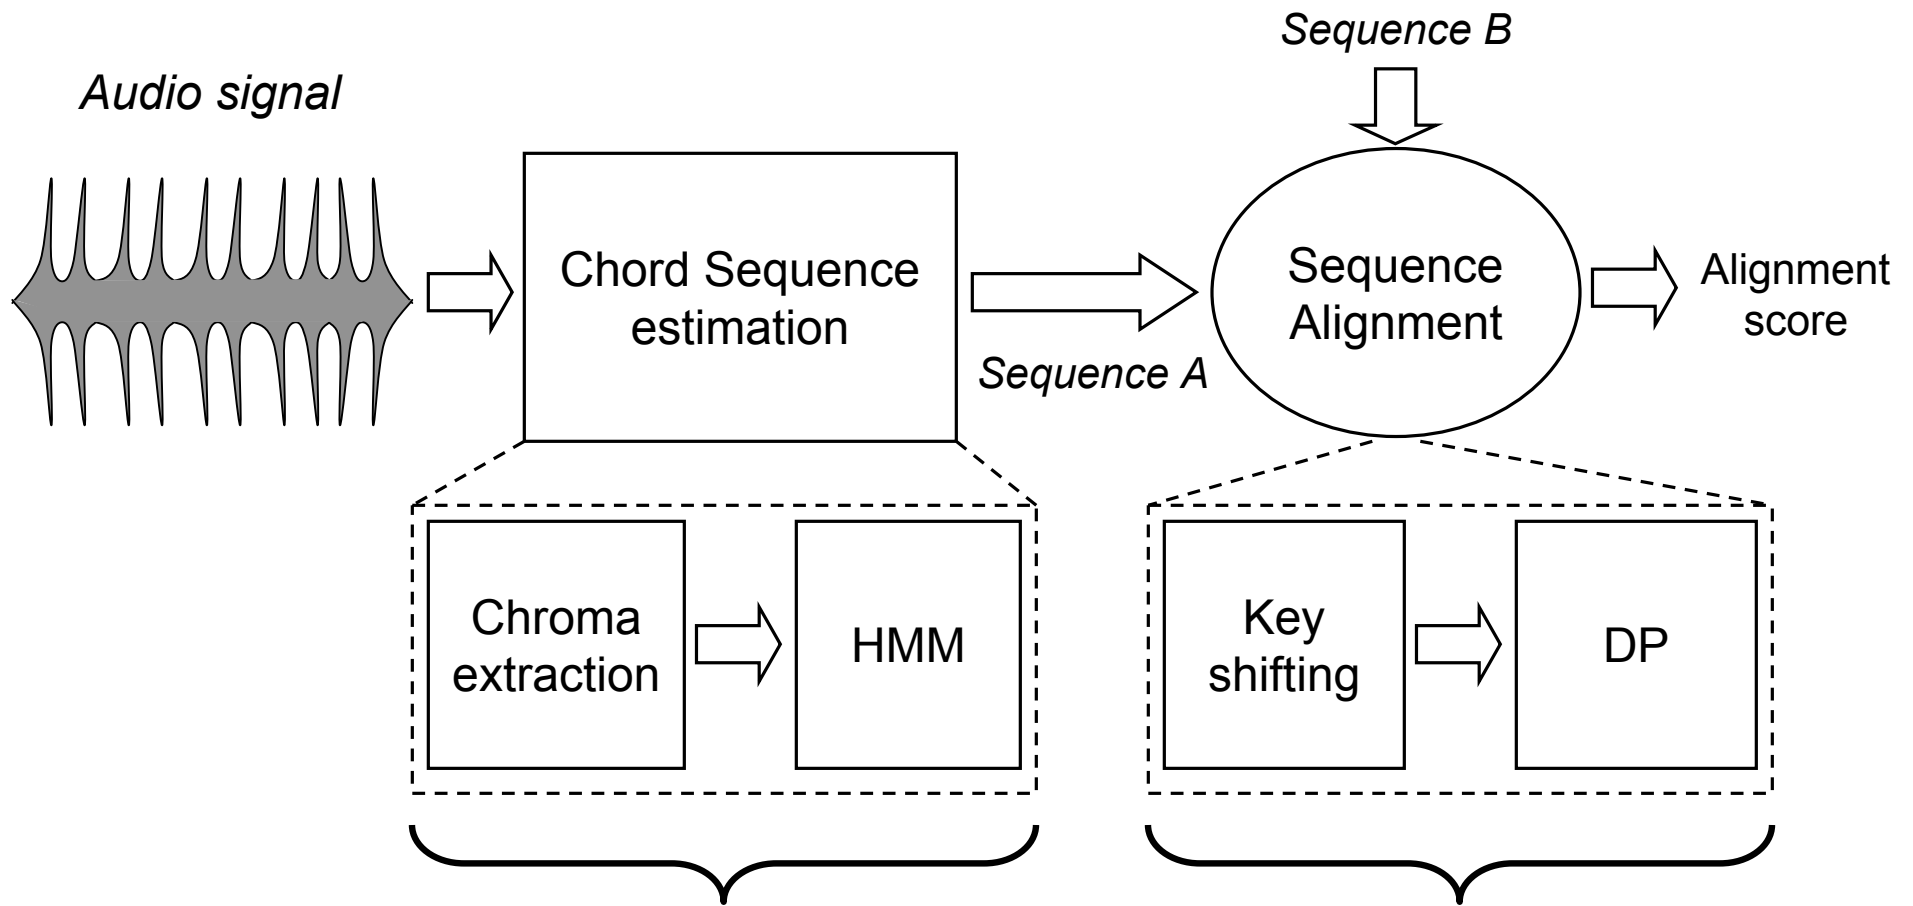 Sequence B
Audio signal
Chord Sequence
estimation
Sequence A
Sequence
Alignment
Alignment
score
Chroma
extraction
HMM
Key
shifting
DP